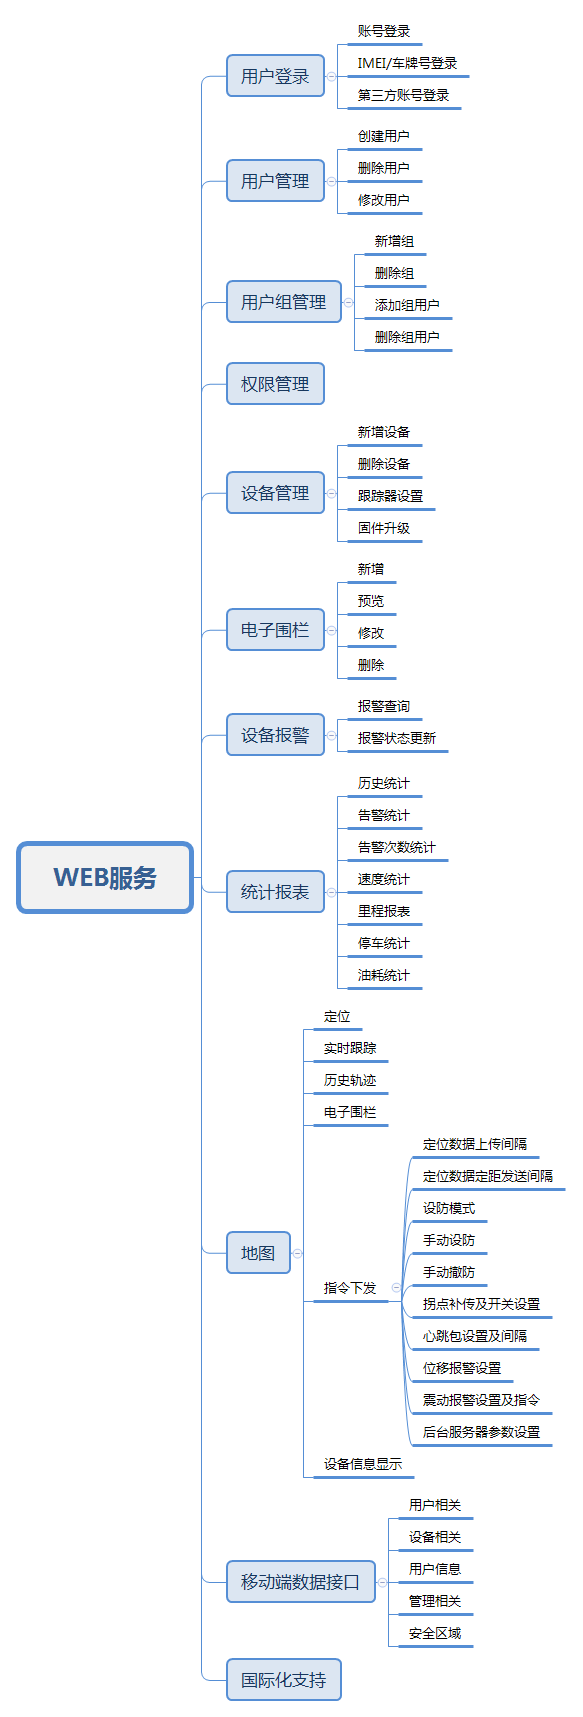 WEB服务
用户登录
账号登录
IMEI/车牌号登录
第三方账号登录
用户管理
创建用户
删除用户
修改用户
用户组管理
新增组
删除组
添加组用户
删除组用户
权限管理
设备管理
新增设备
删除设备
跟踪器设置
固件升级
电子围栏
新增
预览
修改
删除
设备报警
报警查询
报警状态更新
统计报表
历史统计
告警统计
告警次数统计
速度统计
里程报表
停车统计
油耗统计
地图
定位
实时跟踪
历史轨迹
电子围栏
指令下发
定位数据上传间隔
定位数据定距发送间隔
设防模式
手动设防
手动撤防
拐点补传及开关设置
心跳包设置及间隔
位移报警设置
震动报警设置及指令
后台服务器参数设置
设备信息显示
移动端数据接口
用户相关
设备相关
用户信息
管理相关
安全区域
国际化支持